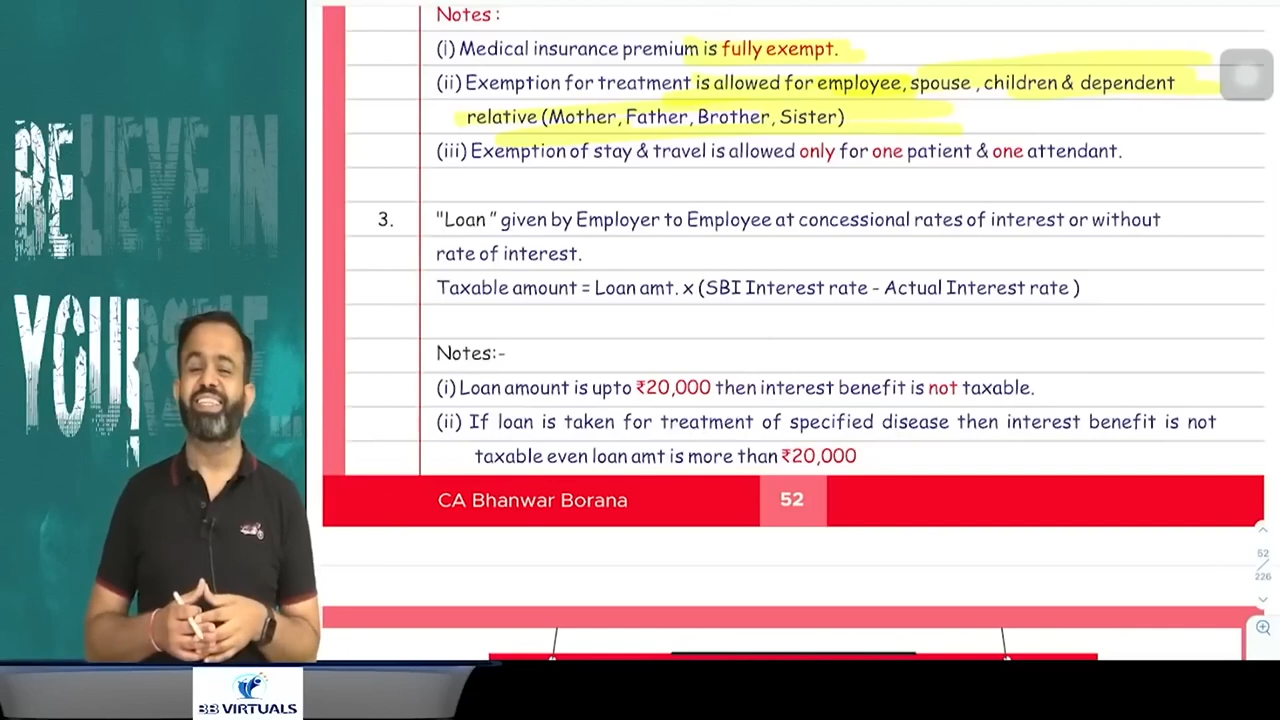 BELIEVE IN
YOURSELF...
Notes :
(i) Medical insurance premium is fully exempt.
(ii) Exemption for treatment is allowed for employee, spouse , children & dependent
relative (Mother, Father, Brother, Sister)
(iii) Exemption of stay & travel is allowed only for one patient & one attendant.
3. "Loan " given by Employer to Employee at concessional rates of interest or without
rate of interest.
Taxable amount = Loan amt. x (SBI Interest rate - Actual Interest rate )
Notes:-
(i) Loan amount is upto ₹20,000 then interest benefit is not taxable.
(ii) If loan is taken for treatment of specified disease then interest benefit is not
taxable even loan amt is more than ₹20,000
CA Bhanwar Borana 52
52
/
226
BB VIRTUALS